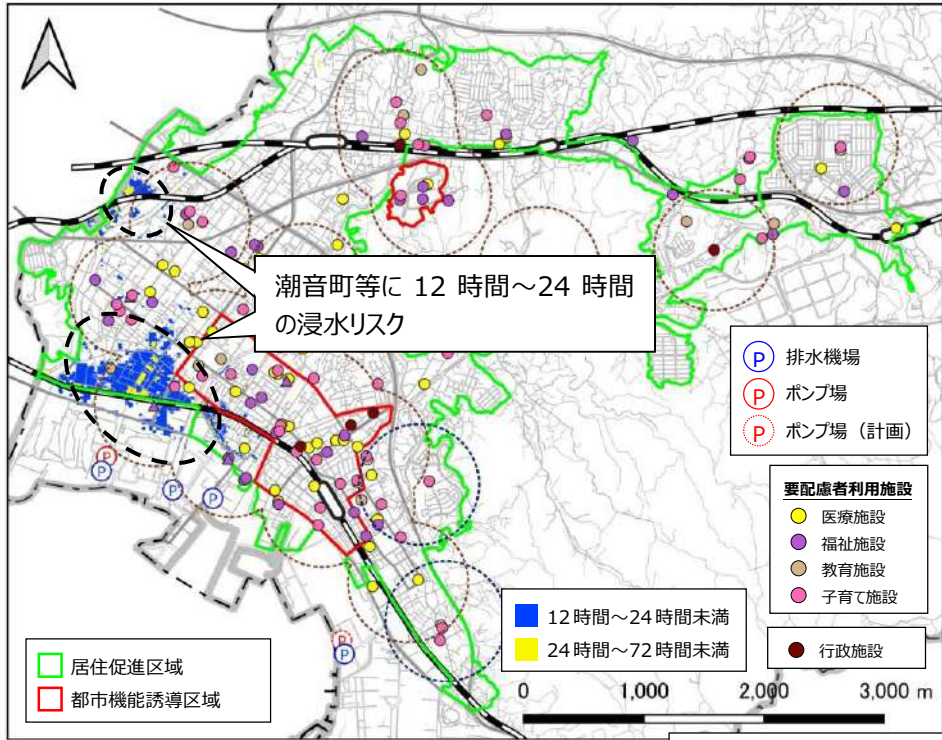 潮音町等に 12 時間～24 時間
の浸水リスク
P 排水機場
P ポンプ場
P ポンプ場（計画）
要配慮者利用施設
医療施設
福祉施設
教育施設
子育て施設
行政施設
12時間～24時間未満
24時間～72時間未満
居住促進区域
都市機能誘導区域
0 1,000 2,000 3,000 m
P
P
P
P
P
P